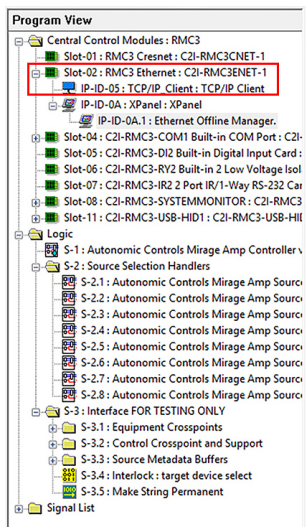 Program View
Central Control Modules : RMC3
Slot-01 : RMC3 Cresnet : C2I-RMC3CNET-1
Slot-02 : RMC3 Ethernet : C2I-RMC3ENET-1
IP-ID-05 : TCP/IP_Client : TCP/IP Client
IP-ID-0A : XPanel : XPanel
IP-ID-0A.1 : Ethernet Offline Manager.
Slot-04 : C2I-RMC3-COM1 Built-in COM Port : C2I-
Slot-05 : C2I-RMC3-DI2 Built-in Digital Input Card :
Slot-06 : C2I-RMC3-RY2 Built-in 2 Low Voltage Isol
Slot-07 : C2I-RMC3-IR2 2 Port IR/1-Way RS-232 Car
Slot-08 : C2I-RMC3-SYSTEMMONITOR : C2I-RMC3
Slot-11 : C2I-RMC3-USB-HID1 : C2I-RMC3-USB-HID
Logic
S-1 : Autonomic Controls Mirage Amp Controller v
S-2 : Source Selection Handlers
S-2.1 : Autonomic Controls Mirage Amp Source
S-2.2 : Autonomic Controls Mirage Amp Source
S-2.3 : Autonomic Controls Mirage Amp Source
S-2.4 : Autonomic Controls Mirage Amp Source
S-2.5 : Autonomic Controls Mirage Amp Source
S-2.6 : Autonomic Controls Mirage Amp Source
S-2.7 : Autonomic Controls Mirage Amp Source
S-2.8 : Autonomic Controls Mirage Amp Source
S-3 : Interface FOR TESTING ONLY
S-3.1 : Equipment Crosspoints
S-3.2 : Control Crosspoint and Support
S-3.3 : Source Metadata Buffers
S-3.4 : Interlock : target device select
S-3.5 : Make String Permanent
Signal List